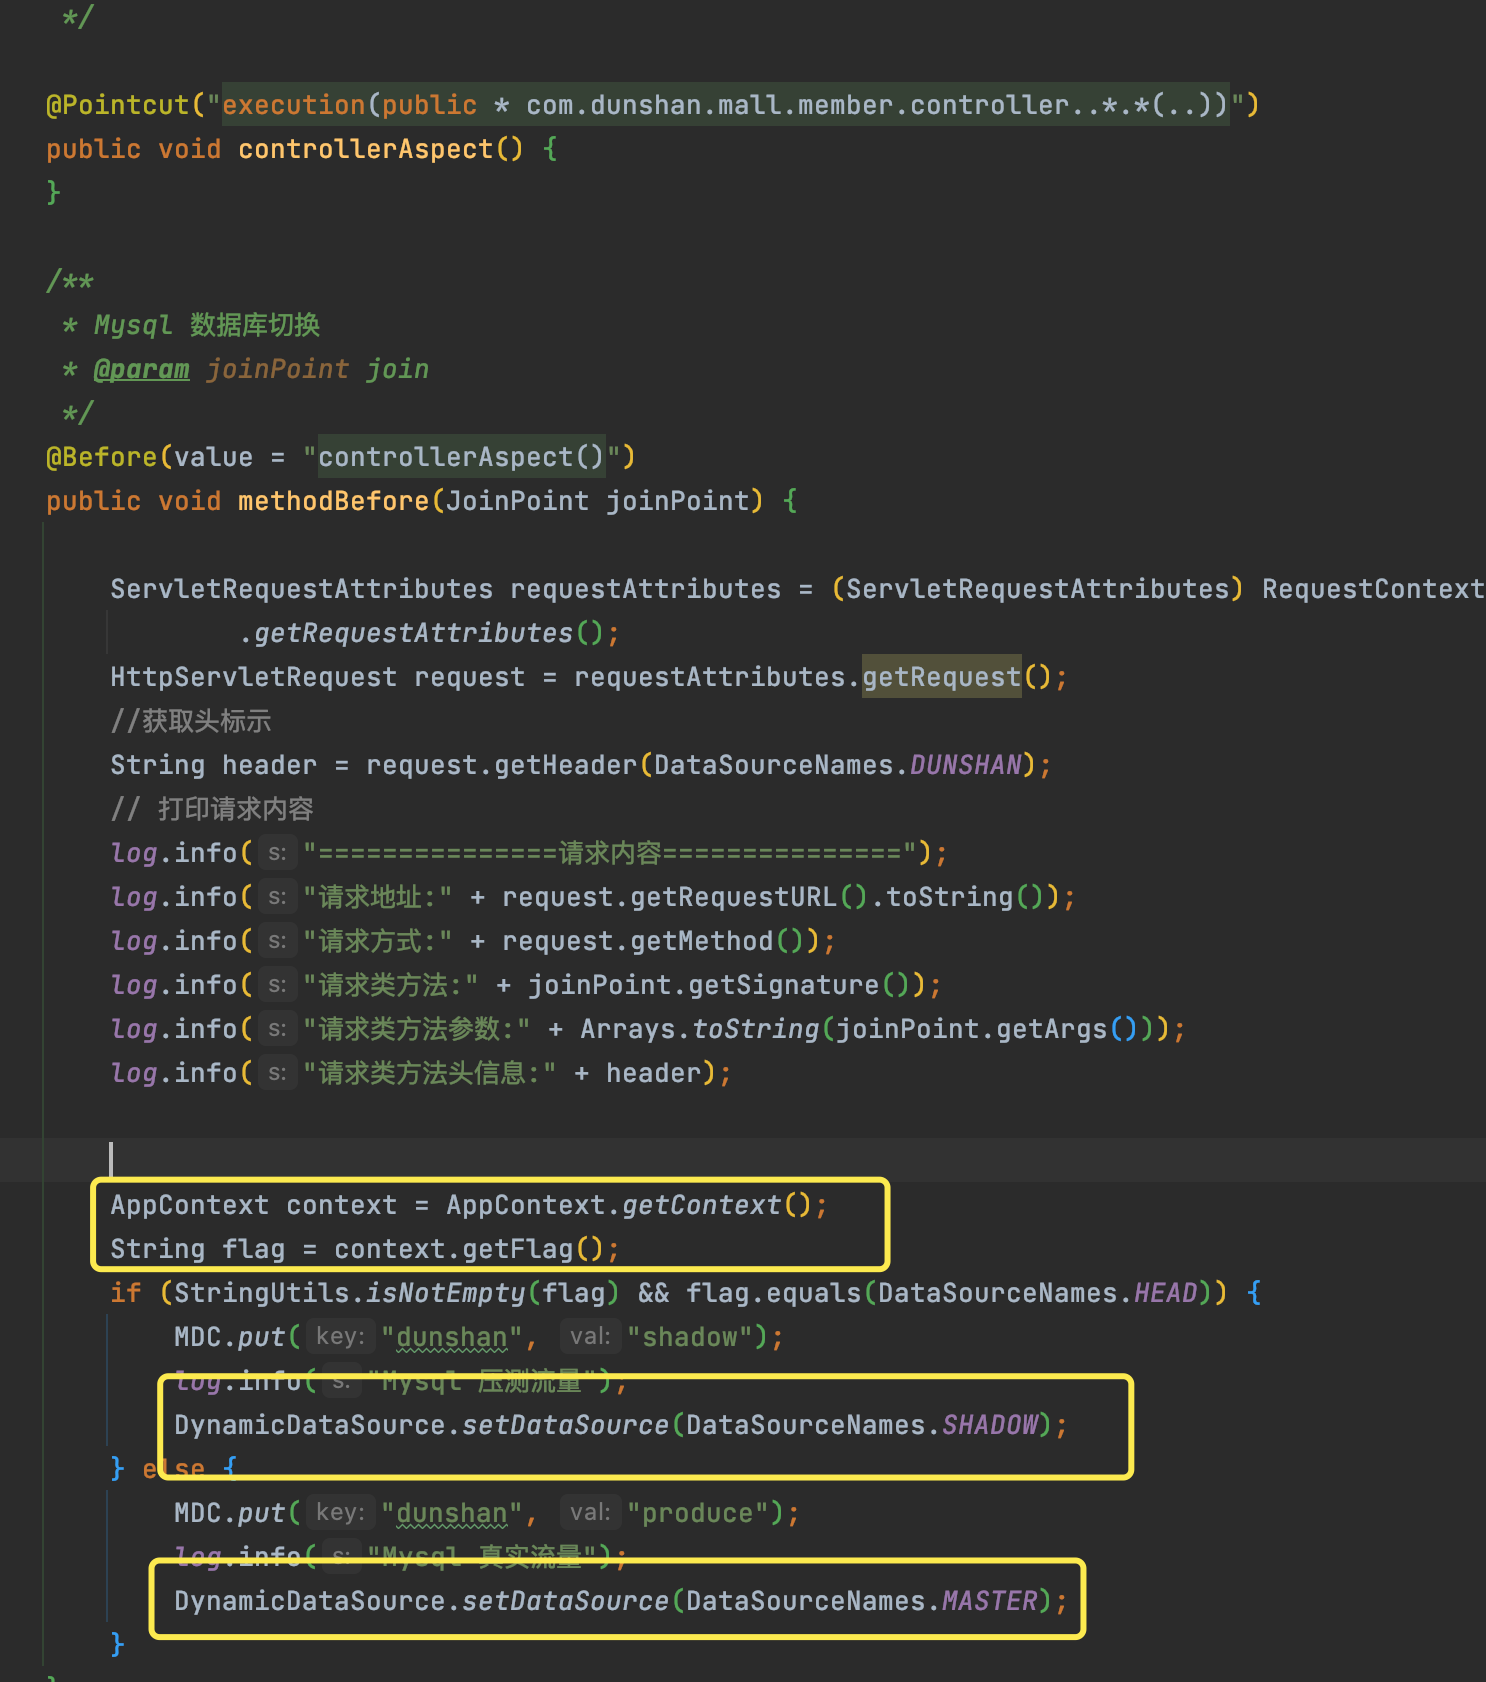 */
@Pointcut("execution(public * com.dunshan.mall.member.controller..*.*(..))")
public void controllerAspect() {
}
/**
* Mysql 数据库切换
* @param joinPoint join
*/
@Before(value = "controllerAspect()")
public void methodBefore(JoinPoint joinPoint) {
ServletRequestAttributes requestAttributes = (ServletRequestAttributes) RequestContext
.getRequestAttributes();
HttpServletRequest request = requestAttributes.getRequest();
//获取头标示
String header = request.getHeader(DataSourceNames.DUNSHAN);
// 打印请求内容
log.info( s: "===============请求内容===============");
log.info( s: "请求地址:" + request.getRequestURL().toString());
log.info( s: "请求方式:" + request.getMethod());
log.info( s: "请求类方法:" + joinPoint.getSignature());
log.info( s: "请求类方法参数:" + Arrays.toString(joinPoint.getArgs()));
log.info( s: "请求类方法头信息:" + header);
AppContext context = AppContext.getContext();
String flag = context.getFlag();
if (StringUtils.isNotEmpty(flag) && flag.equals(DataSourceNames.HEAD)) {
MDC.put( key: "dunshan", val: "shadow");
log.info( s: "Mysql 压测流量");
DynamicDataSource.setDataSource(DataSourceNames.SHADOW);
} else {
MDC.put( key: "dunshan", val: "produce");
log.info( s: "Mysql 真实流量");
DynamicDataSource.setDataSource(DataSourceNames.MASTER);
}
}